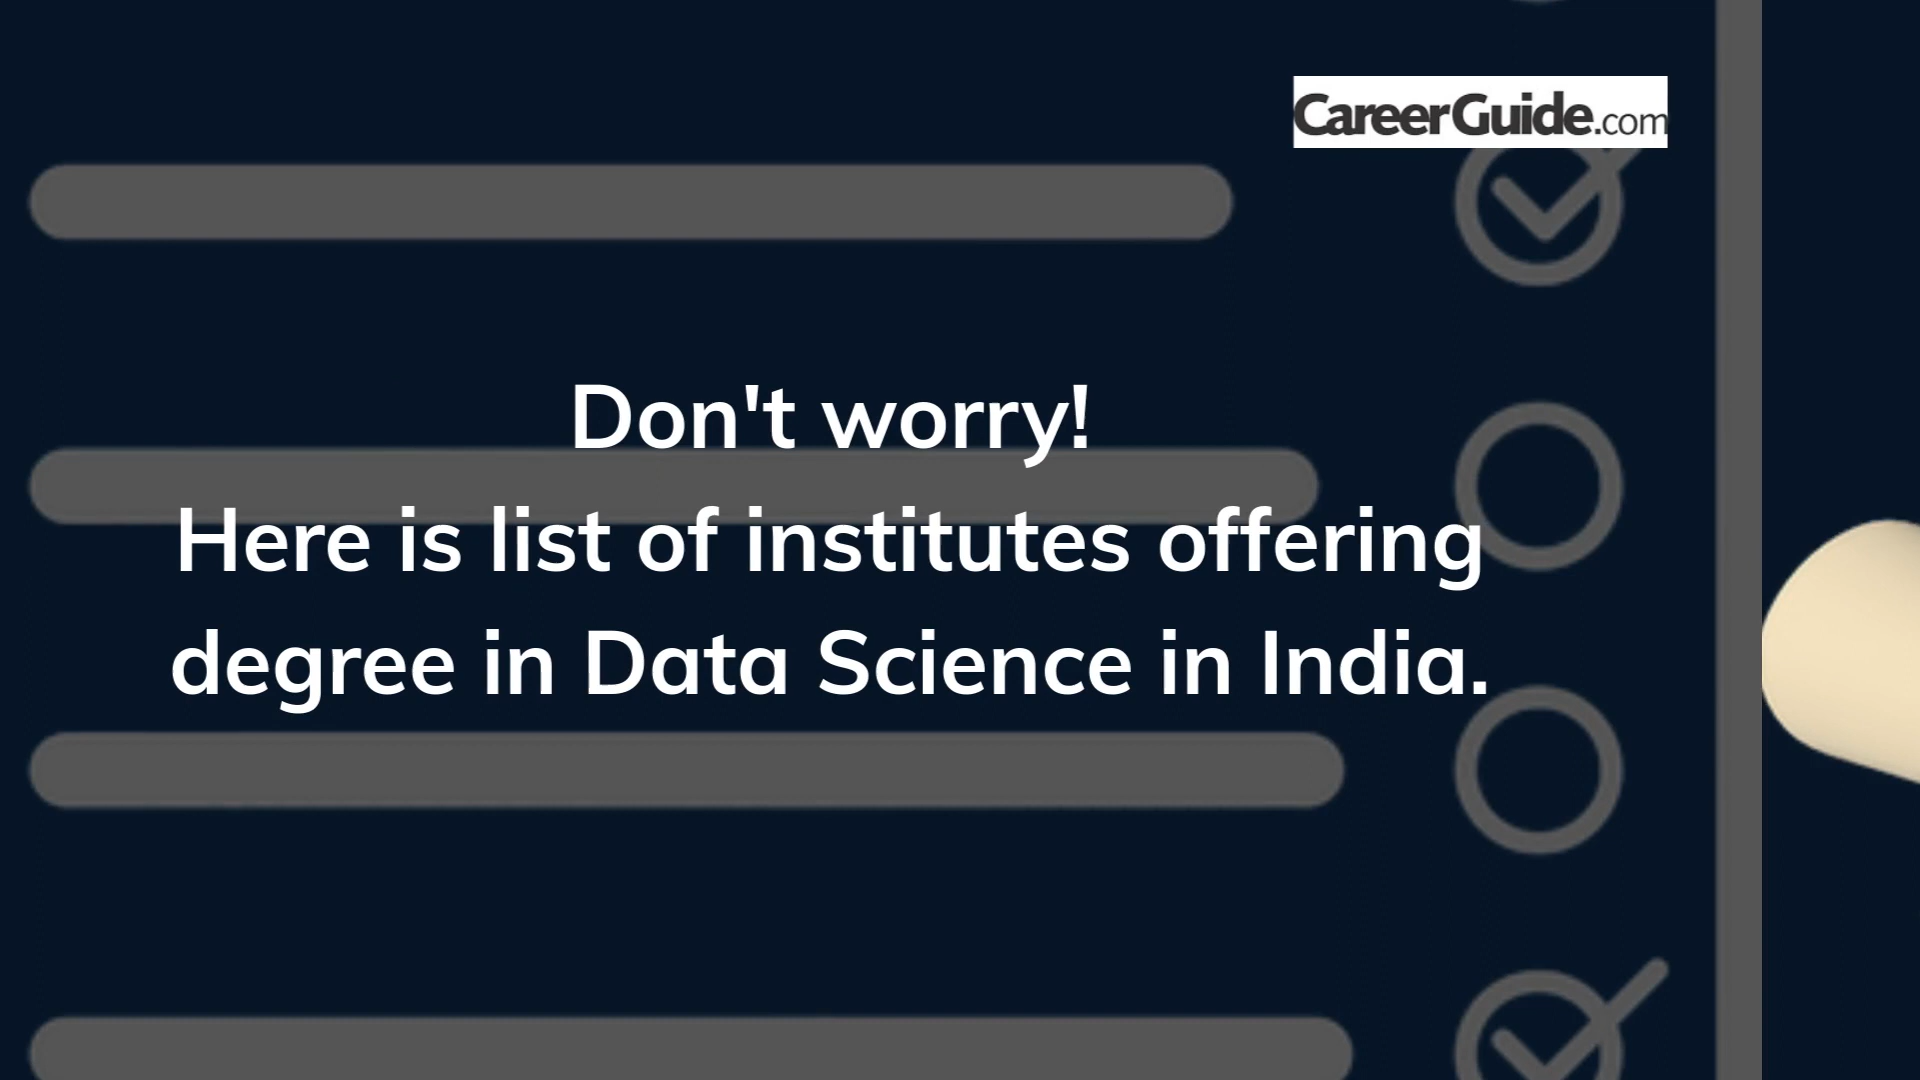 CareerGuide.com
Don't worry!
Here is list of institutes offering
degree in Data Science in India.